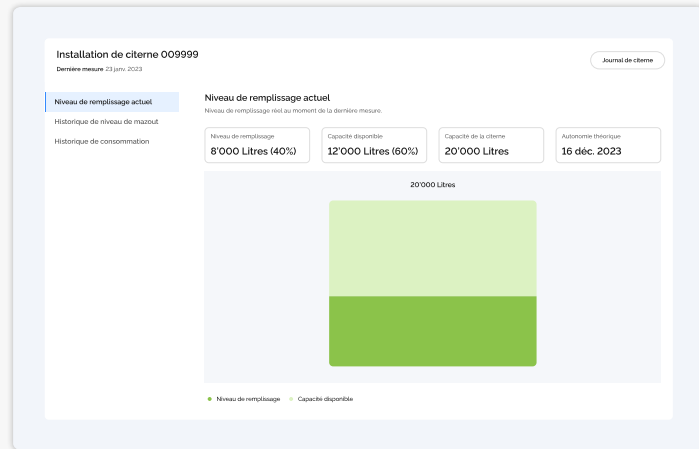 Installation de citerne 009999
Dernière mesure 23 janv. 2023
Journal de citerne
Niveau de remplissage actuel
Historique de niveau de mazout
Historique de consommation
Niveau de remplissage actuel
Niveau de remplissage réel au moment de la dernière mesure.
Niveau de remplissage
8'000 Litres (40%)
Capacité disponible
12'000 Litres (60%)
Capacité de la citerne
20'000 Litres
Autonomie théorique
16 déc. 2023
20'000 Litres
Niveau de remplissage
Capacité disponible